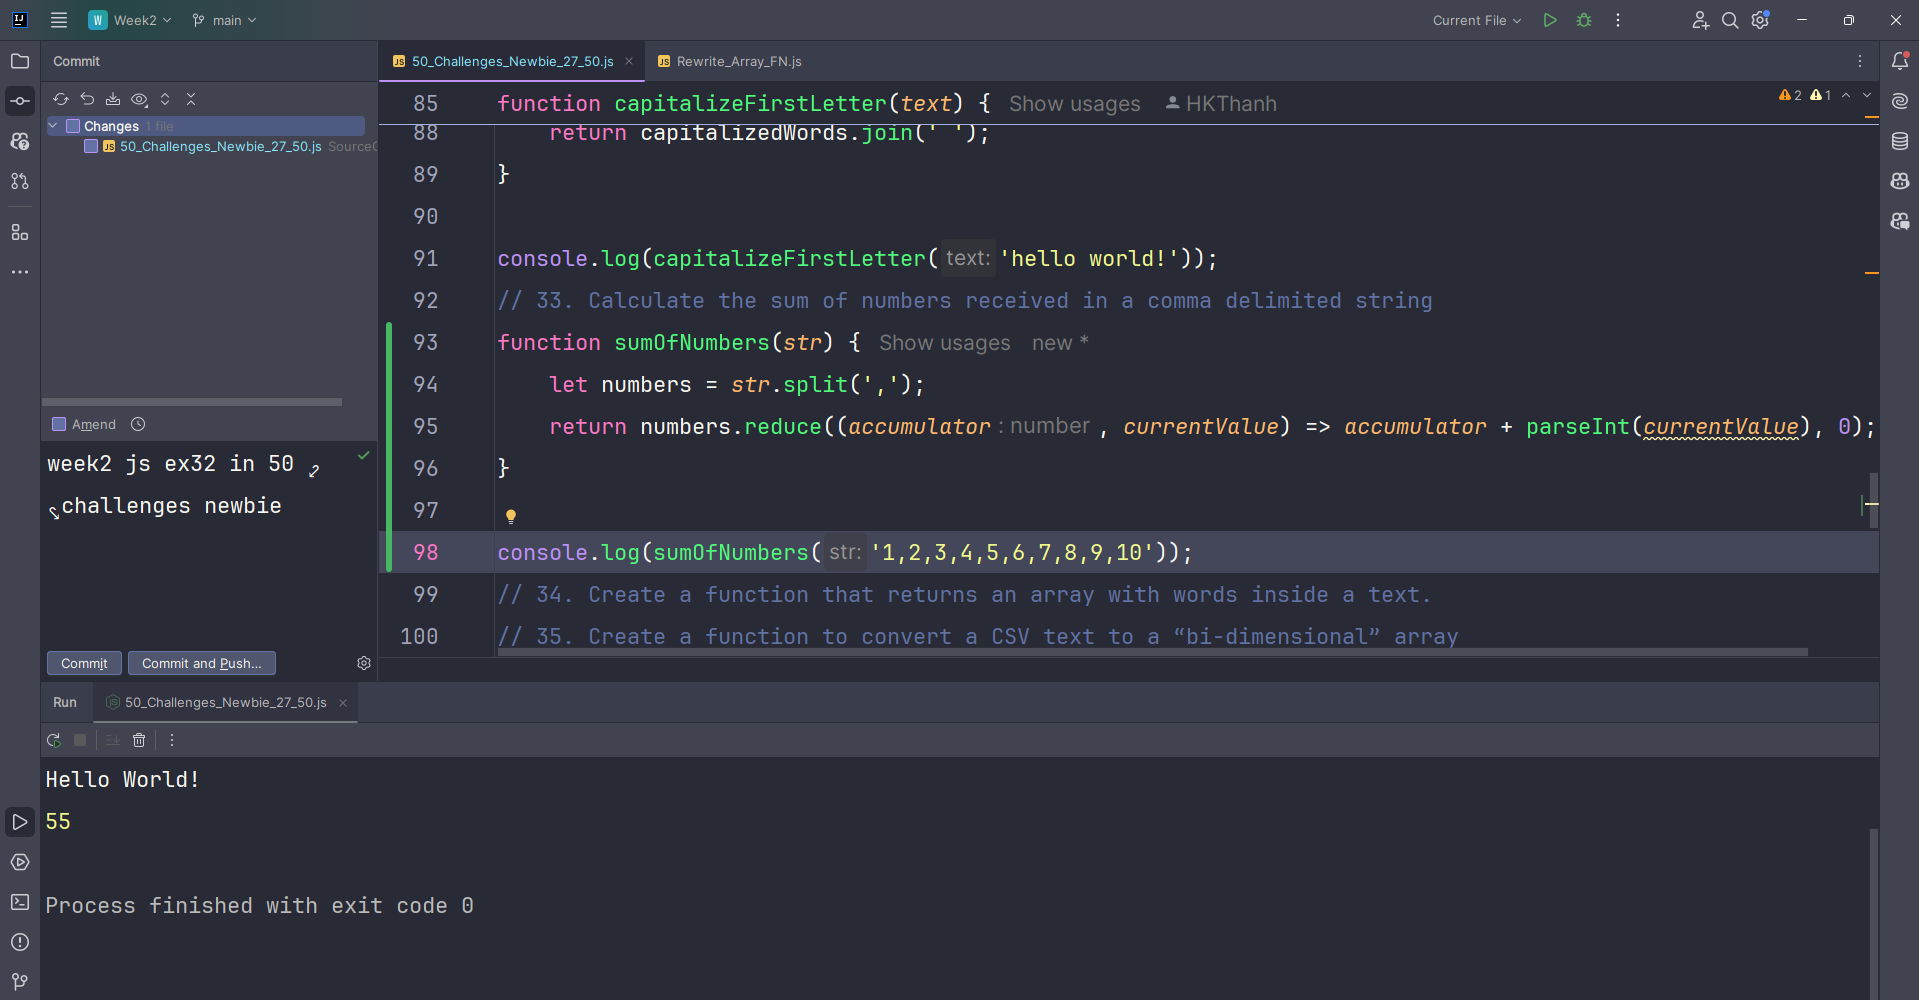 W Week2 main Current File
Commit
Changes 1 file
JS 50_Challenges_Newbie_27_50.js SourceC
Amend
week2 js ex32 in 50
challenges newbie
Commit Commit and Push...
JS 50_Challenges_Newbie_27_50.js JS Rewrite_Array_FN.js
2 1
85 function capitalizeFirstLetter(text) { Show usages HKThanh
88 return capitalizedWords.join(' ');
89 }
90
91 console.log(capitalizeFirstLetter( text: 'hello world!'));
92 // 33. Calculate the sum of numbers received in a comma delimited string
93 function sumOfNumbers(str) { Show usages new *
94 let numbers = str.split(',');
95 return numbers.reduce((accumulator : number , currentValue) => accumulator + parseInt(currentValue), 0);
96 }
97
98 console.log(sumOfNumbers( str: '1,2,3,4,5,6,7,8,9,10'));
99 // 34. Create a function that returns an array with words inside a text.
100 // 35. Create a function to convert a CSV text to a “bi-dimensional” array
Run 50_Challenges_Newbie_27_50.js
Hello World!
55
Process finished with exit code 0